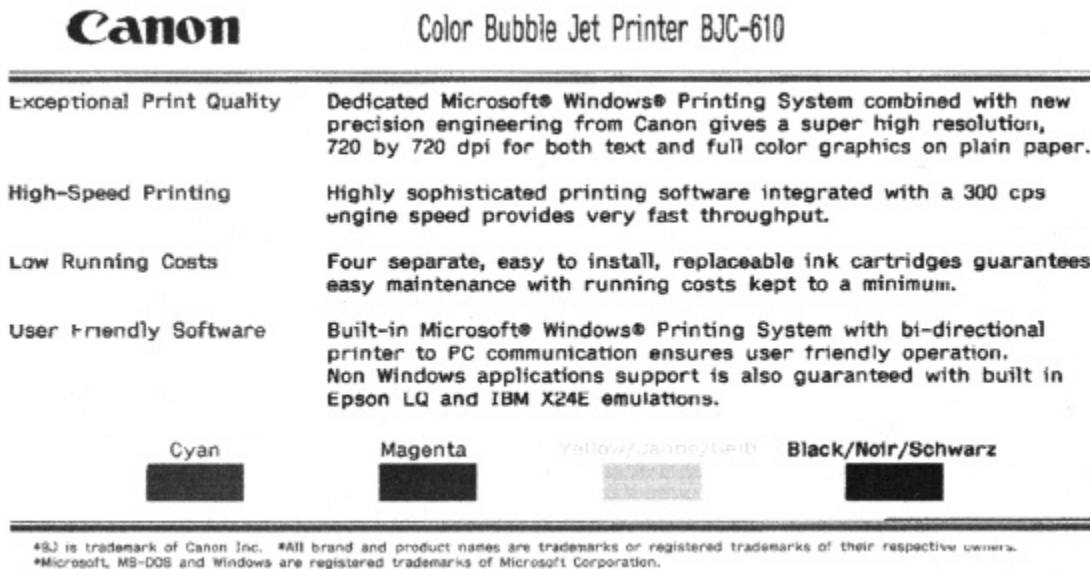 Canon Color Bubble Jet Printer BJC-610
Exceptional Print Quality Dedicated Microsoft® Windows® Printing System combined with new
precision engineering from Canon gives a super high resolution,
720 by 720 dpi for both text and full color graphics on plain paper.
High-Speed Printing Highly sophisticated printing software integrated with a 300 cps
engine speed provides very fast throughput.
Low Running Costs Four separate, easy to install, replaceable ink cartridges guarantees
easy maintenance with running costs kept to a minimum.
User Friendly Software Built-in Microsoft® Windows® Printing System with bi-directional
printer to PC communication ensures user friendly operation.
Non Windows applications support is also guaranteed with built in
Epson LQ and IBM X24E emulations.
Cyan Magenta Yellow/Jaune/Gelb Black/Noir/Schwarz
*BJ is trademark of Canon Inc. *All brand and product names are trademarks or registered trademarks of their respective owners.
*Microsoft, MS-DOS and Windows are registered trademarks of Microsoft Corporation.